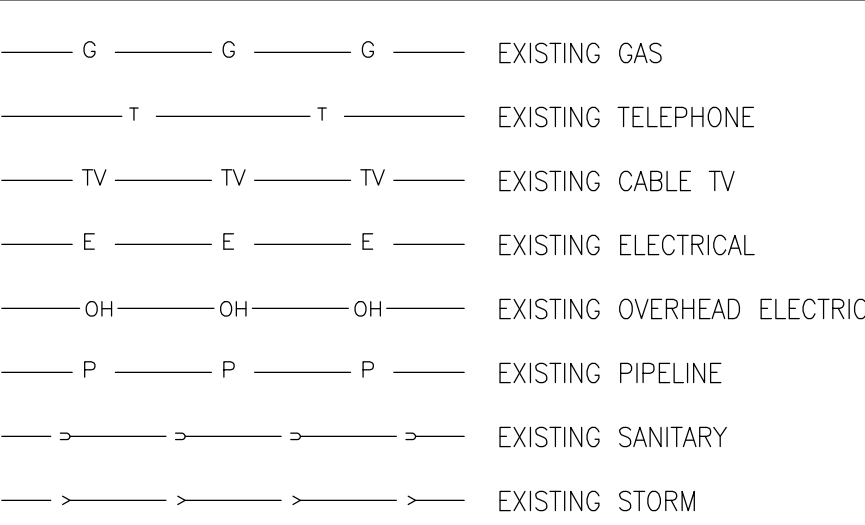 G G G EXISTING GAS
T T EXISTING TELEPHONE
TV TV TV EXISTING CABLE TV
E E E EXISTING ELECTRICAL
OH OH OH EXISTING OVERHEAD ELECTRIC
P P P EXISTING PIPELINE
EXISTING SANITARY
EXISTING STORM